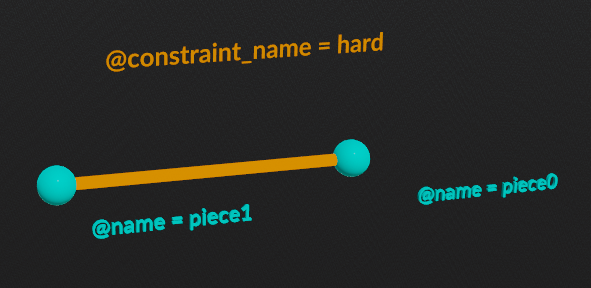 @constraint_name = hard
@name = piece0
@name = piece1